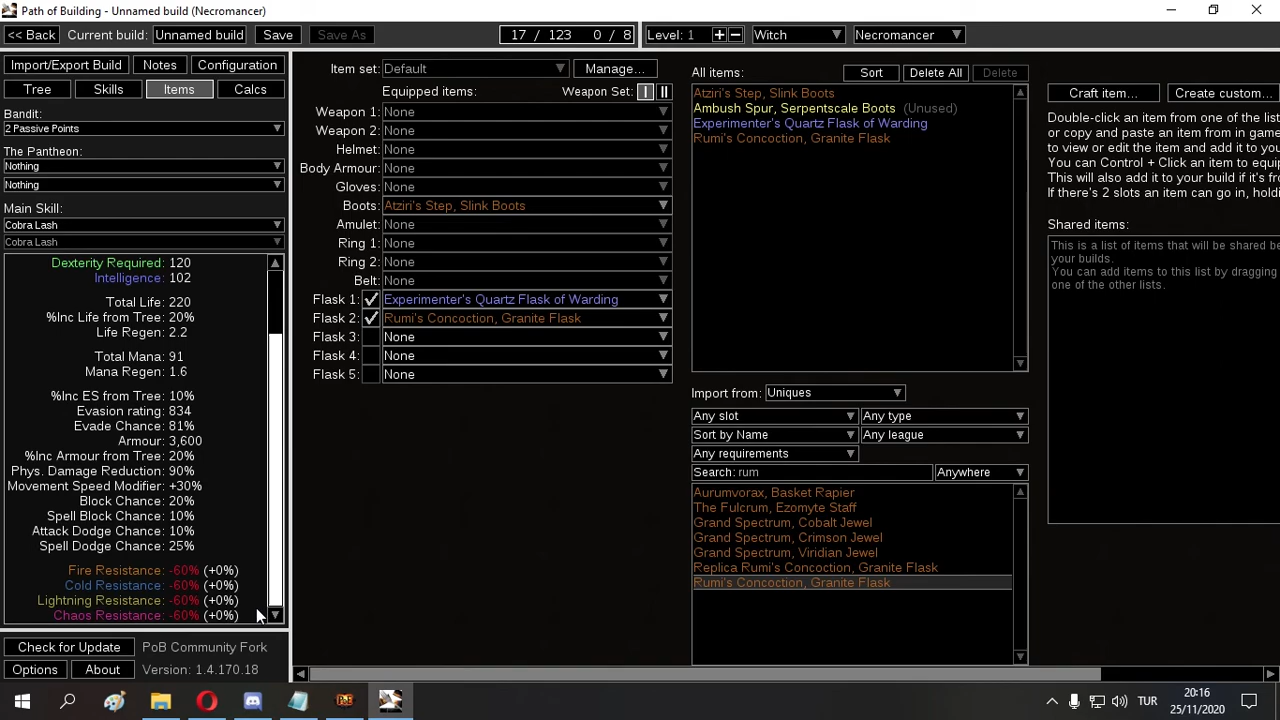 Path of Building - Unnamed build (Necromancer)
<< Back
Current build:
Unnamed build
Save
Save As
17 / 123 0 / 8
Level: 1
+
-
Witch
Necromancer
Import/Export Build
Notes
Configuration
Tree
Skills
Items
Calcs
Bandit:
2 Passive Points
The Pantheon:
Nothing
Nothing
Main Skill:
Cobra Lash
Cobra Lash
Dexterity Required: 120
Intelligence: 102
Total Life: 220
%Inc Life from Tree: 20%
Life Regen: 2.2
Total Mana: 91
Mana Regen: 1.6
%Inc ES from Tree: 10%
Evasion rating: 834
Evade Chance: 81%
Armour: 3,600
%Inc Armour from Tree: 20%
Phys. Damage Reduction: 90%
Movement Speed Modifier: +30%
Block Chance: 20%
Spell Block Chance: 10%
Attack Dodge Chance: 10%
Spell Dodge Chance: 25%
Fire Resistance: -60% (+0%)
Cold Resistance: -60% (+0%)
Lightning Resistance: -60% (+0%)
Chaos Resistance: -60% (+0%)
Check for Update
PoB Community Fork
Options
About
Version: 1.4.170.18
Item set: Default
Manage...
Equipped items:
Weapon Set: I II
Weapon 1: None
Weapon 2: None
Helmet: None
Body Armour: None
Gloves: None
Boots: Atziri's Step, Slink Boots
Amulet: None
Ring 1: None
Ring 2: None
Belt: None
Flask 1: Experimenter's Quartz Flask of Warding
Flask 2: Rumi's Concoction, Granite Flask
Flask 3: None
Flask 4: None
Flask 5: None
All items:
Sort
Delete All
Delete
Atziri's Step, Slink Boots
Ambush Spur, Serpentscale Boots (Unused)
Experimenter's Quartz Flask of Warding
Rumi's Concoction, Granite Flask
Import from: Uniques
Any slot
Any type
Sort by Name
Any league
Any requirements
Search: rum
Anywhere
Aurumvorax, Basket Rapier
The Fulcrum, Ezomyte Staff
Grand Spectrum, Cobalt Jewel
Grand Spectrum, Crimson Jewel
Grand Spectrum, Viridian Jewel
Replica Rumi's Concoction, Granite Flask
Rumi's Concoction, Granite Flask
Craft item...
Create custom...
Double-click an item from one of the list
or copy and paste an item from in game
to view or edit the item and add it to you
You can Control + Click an item to equip
This will also add it to your build if it's fro
If there's 2 slots an item can go in, holdi
Shared items:
This is a list of items that will be shared be
your builds.
You can add items to this list by dragging
one of the other lists.
TUR
20:16
25/11/2020